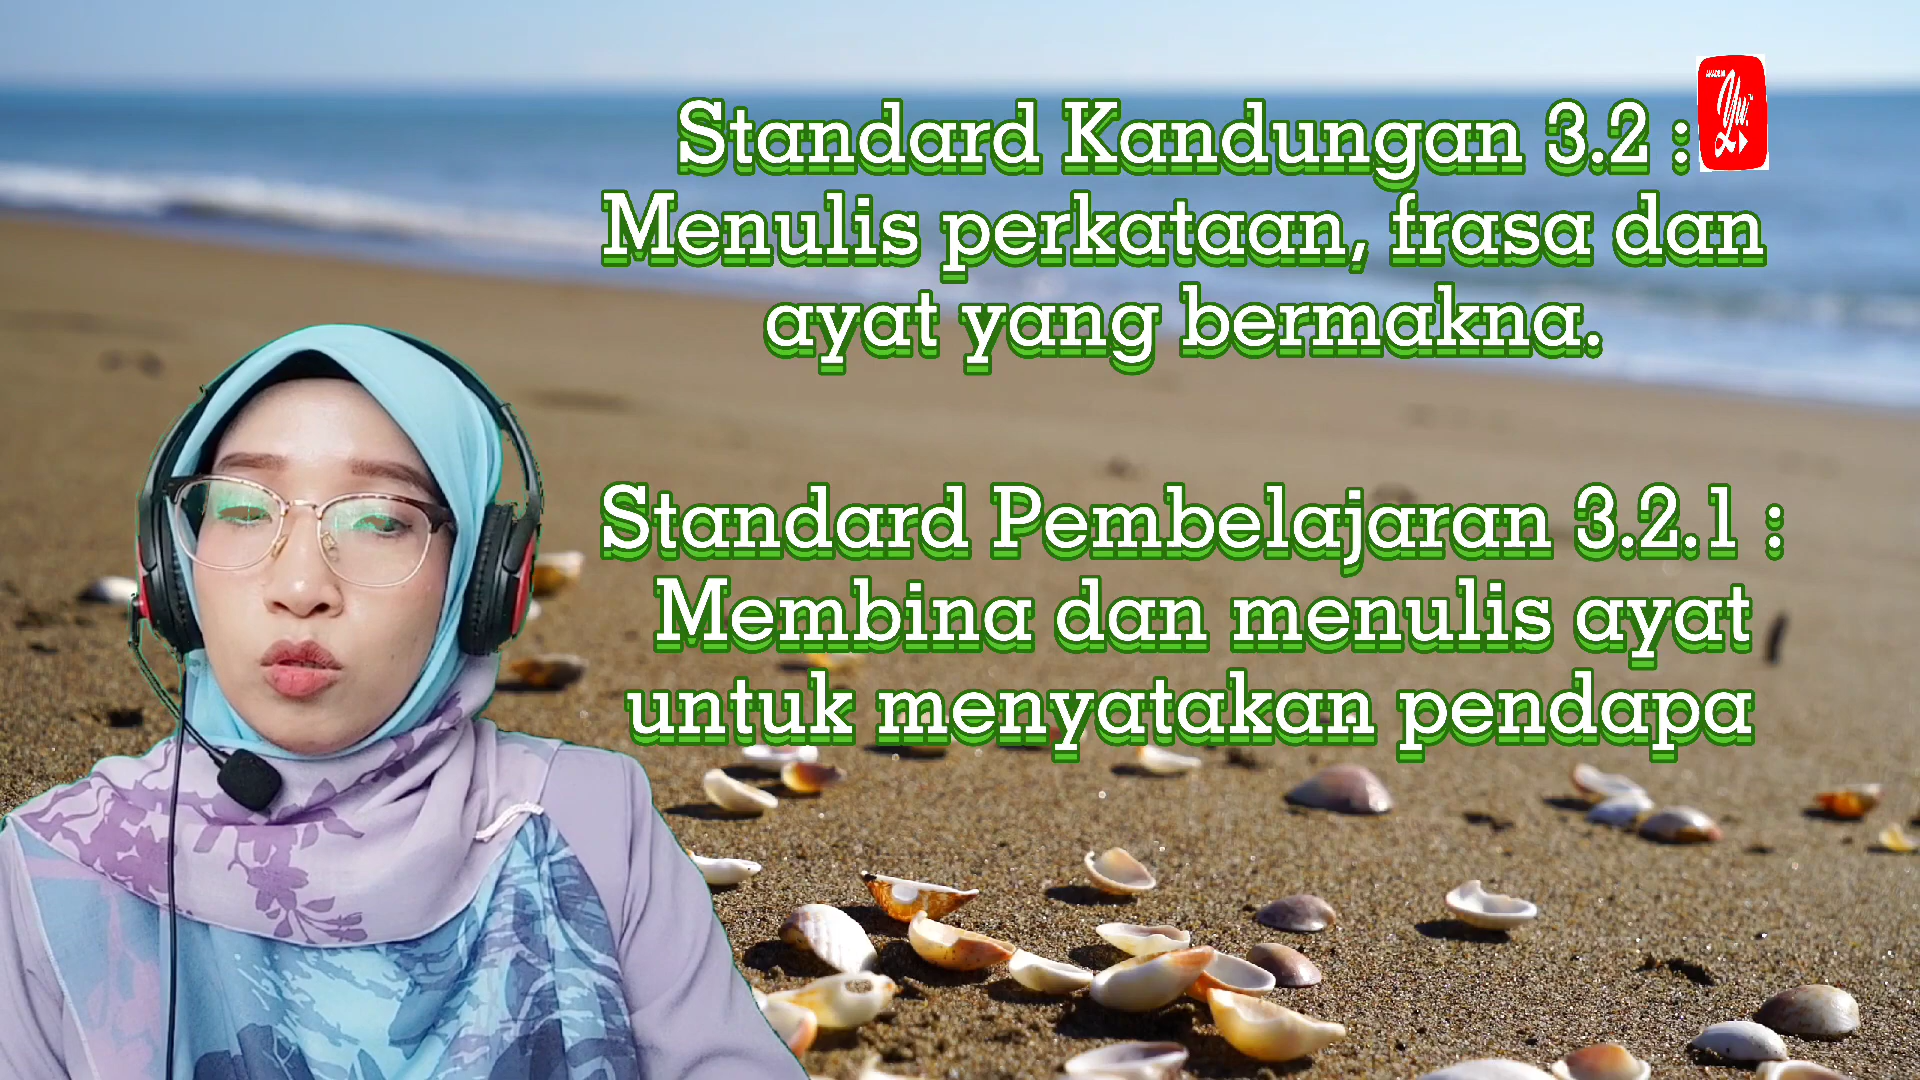 Standard Kandungan 3.2 :
Menulis perkataan, frasa dan
ayat yang bermakna.
Standard Pembelajaran 3.2.1 :
Membina dan menulis ayat
untuk menyatakan pendapa